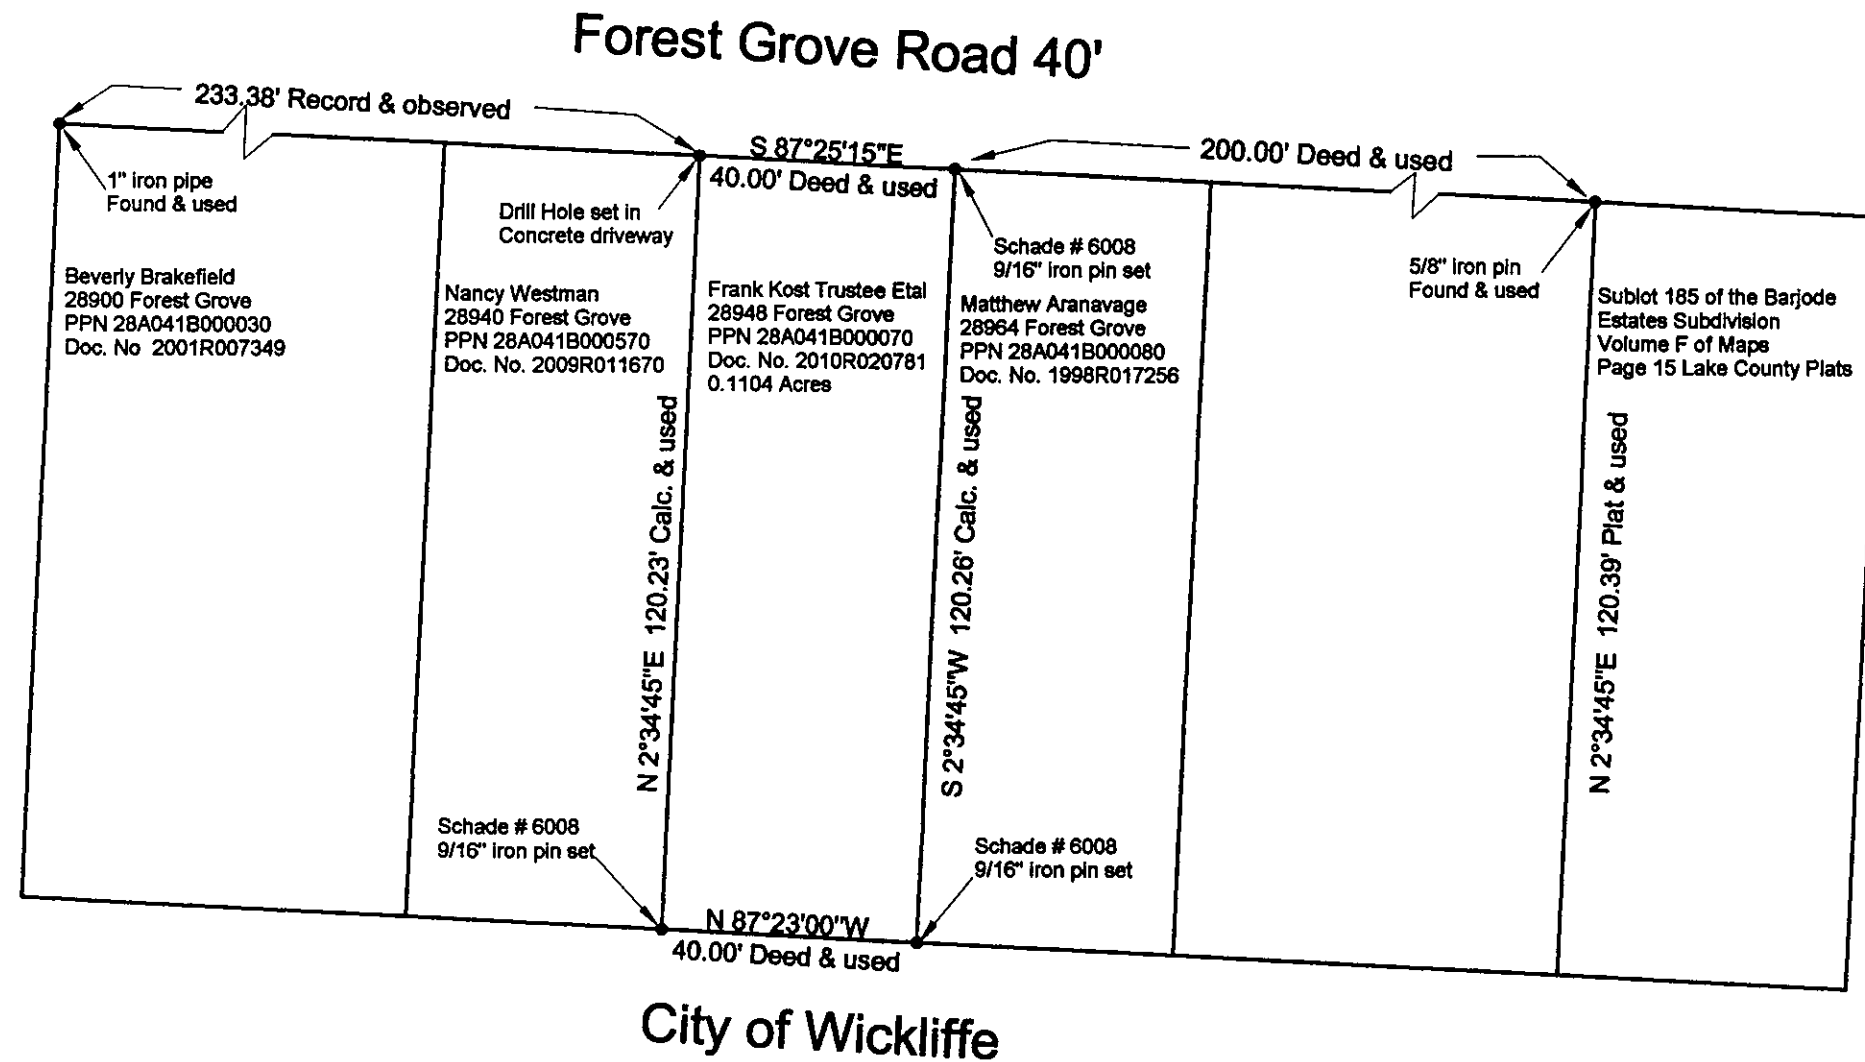 Forest Grove Road 40'
233.38' Record & observed
S 87°25'15"E
40.00' Deed & used
200.00' Deed & used
1" iron pipe
Found & used
Drill Hole set in
Concrete driveway
Schade # 6008
9/16" iron pin set
5/8" iron pin
Found & used
Beverly Brakefield
28900 Forest Grove
PPN 28A041B000030
Doc. No 2001R007349
Nancy Westman
28940 Forest Grove
PPN 28A041B000570
Doc. No. 2009R011670
Frank Kost Trustee Etal
28948 Forest Grove
PPN 28A041B000070
Doc. No. 2010R020781
0.1104 Acres
Matthew Aranavage
28964 Forest Grove
PPN 28A041B000080
Doc. No. 1998R017256
Sublot 185 of the Barjode
Estates Subdivision
Volume F of Maps
Page 15 Lake County Plats
N 2°34'45"E 120.23' Calc. & used
S 2°34'45"W 120.26' Calc. & used
N 2°34'45"E 120.39' Plat & used
Schade # 6008
9/16" iron pin set
Schade # 6008
9/16" iron pin set
N 87°23'00"W
40.00' Deed & used
City of Wickliffe